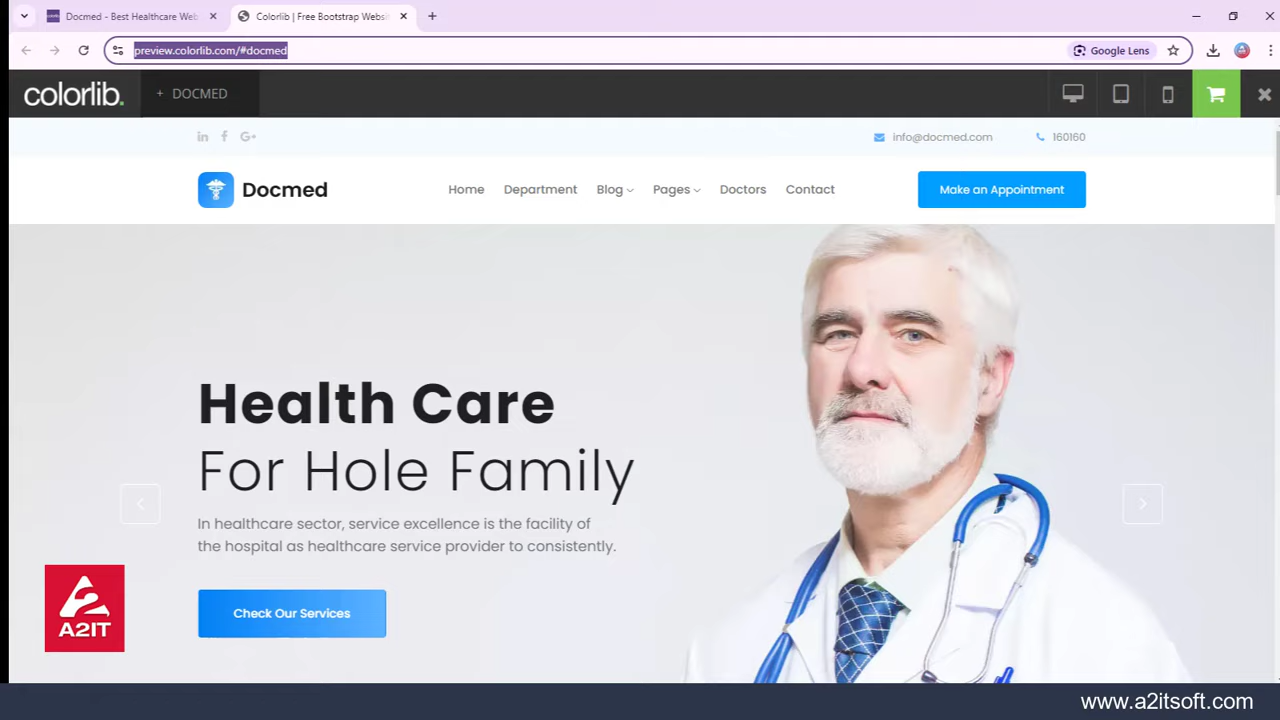 Docmed - Best Healthcare Web
Colorlib | Free Bootstrap Websi
preview.colorlib.com/#docmed
Google Lens
colorlib.
+ DOCMED
in f G+
info@docmed.com
160160
Docmed
Home
Department
Blog
Pages
Doctors
Contact
Make an Appointment
Health Care
For Hole Family
In healthcare sector, service excellence is the facility of
the hospital as healthcare service provider to consistently.
Check Our Services
A2IT
www.a2itsoft.com